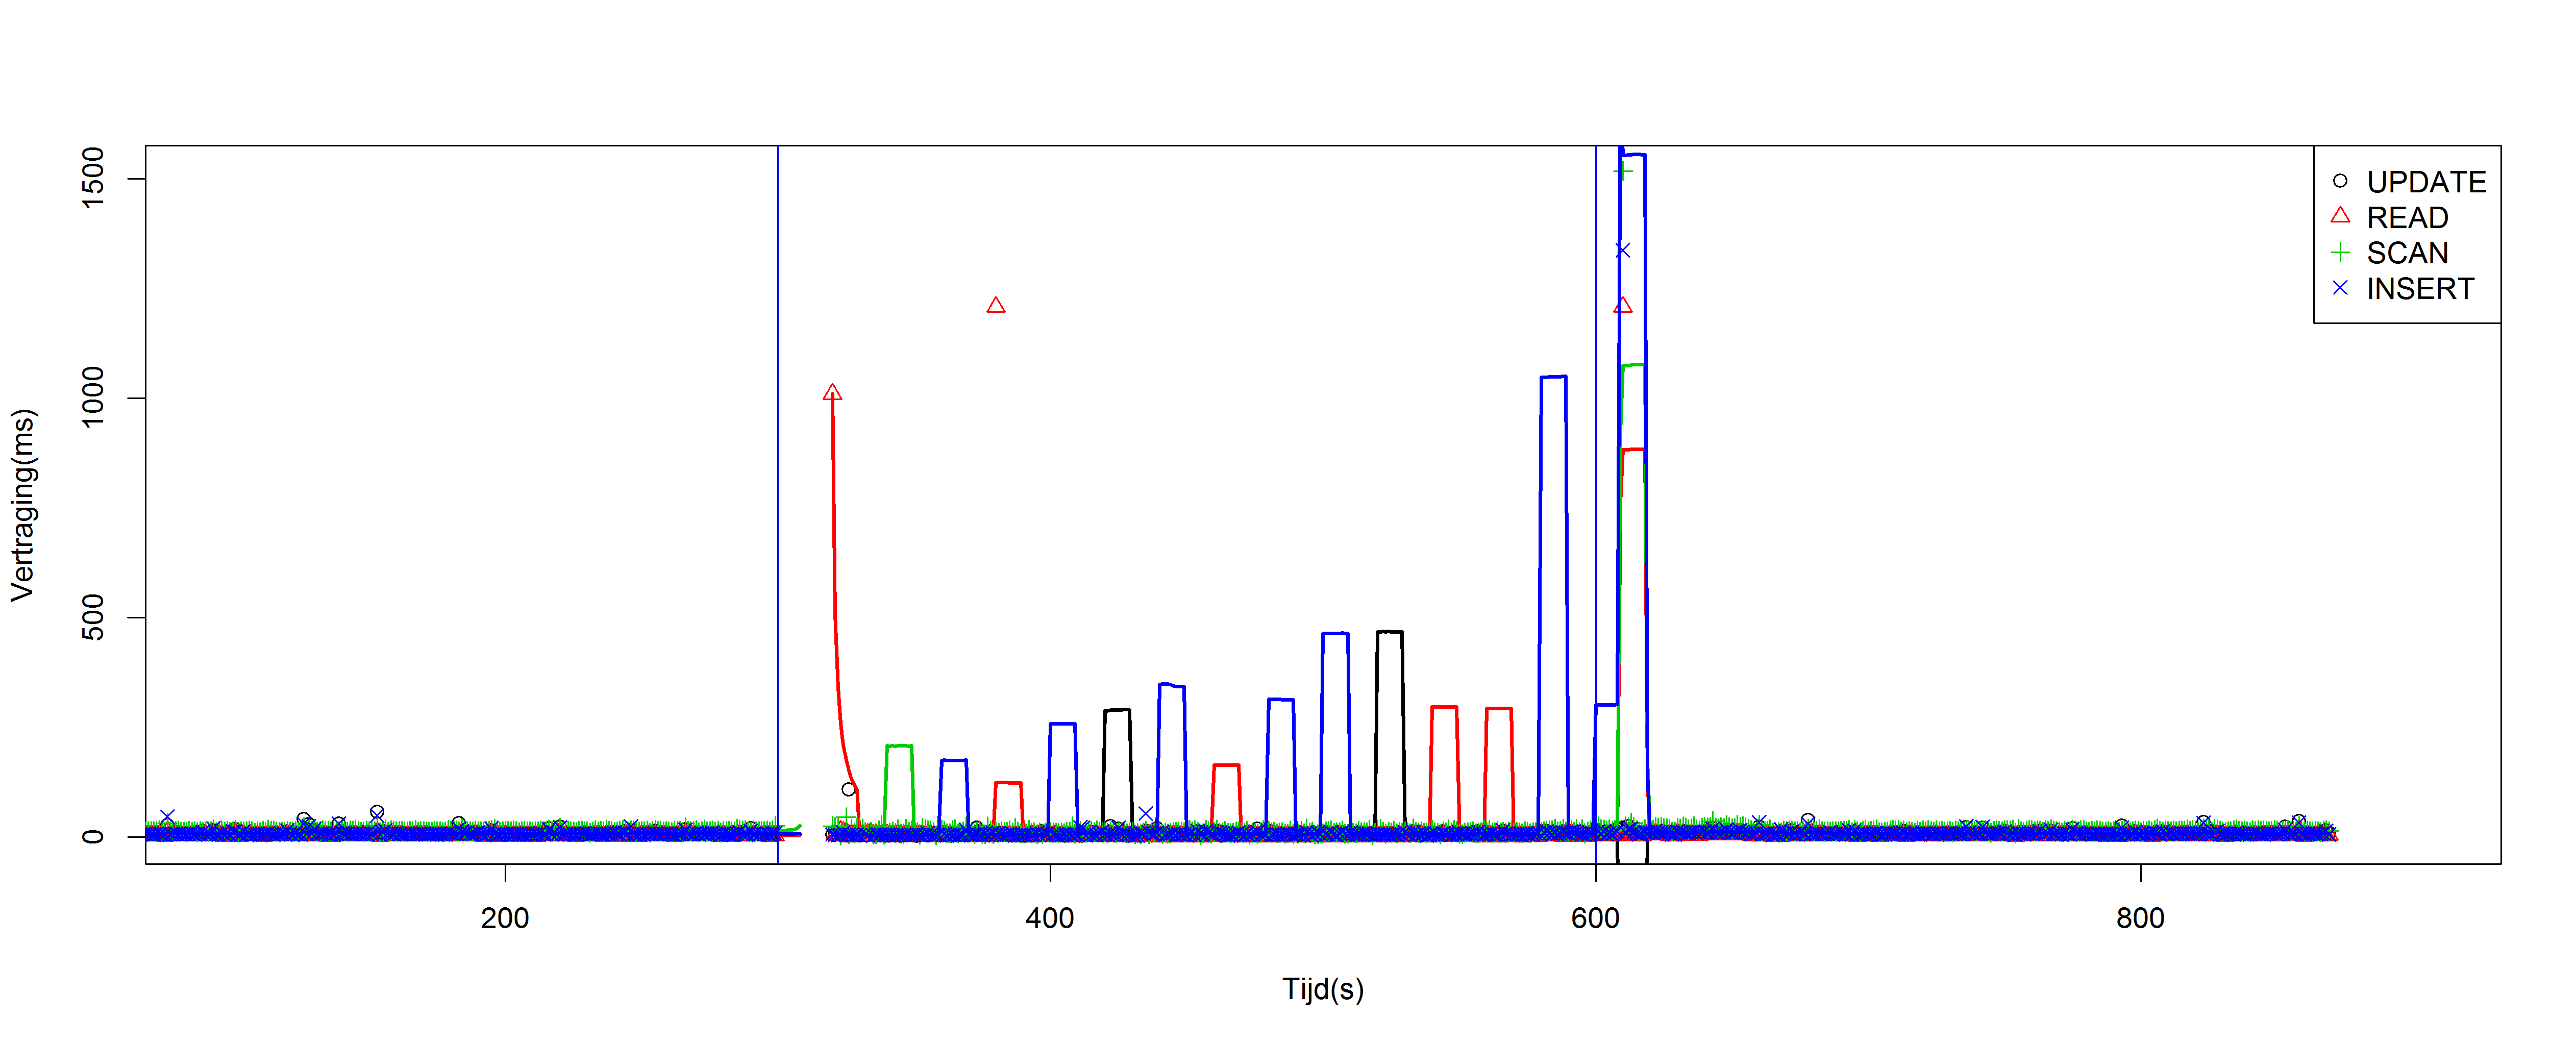 UPDATE
READ
SCAN
INSERT
Vertraging(ms)
1500
1000
500
0
200 400 600 800
Tijd(s)